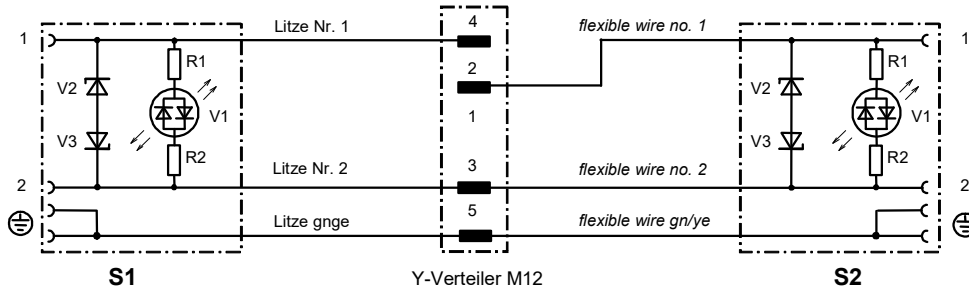 Litze Nr. 1
4
flexible wire no. 1
1
1
R1
2
R1
V2
V2
V1
V1
1
V3
V3
R2
R2
Litze Nr. 2
3
flexible wire no. 2
2
2
5
Litze gnge
flexible wire gn/ye
S1
Y-Verteiler M12
S2